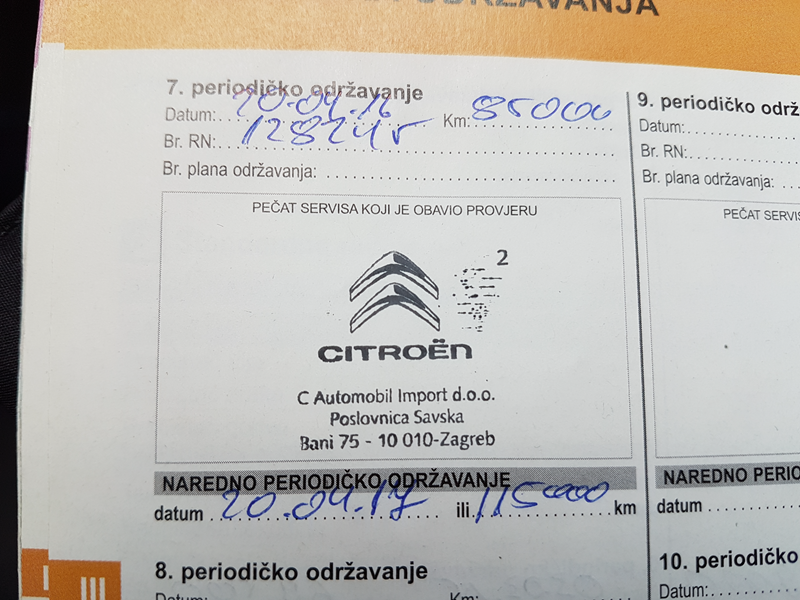 ODRŽAVANJA
7. periodičko održavanje
Datum: 20.04.16 Km: 85000
Br. RN:
Br. plana održavanja:
PEČAT SERVISA KOJI JE OBAVIO PROVJERU
2
CITROËN
C Automobil Import d.o.o.
Poslovnica Savska
Bani 75 - 10 010-Zagreb
NAREDNO PERIODIČKO ODRŽAVANJE
datum 20.04.17 ili 115000 km
8. periodičko održavanje
Datum: Km:
9. periodičko održ
Datum:
Br. RN:
Br. plana održavanja:
PEČAT SERVIS
NAREDNO PERIO
datum
10. periodičko
Datum: